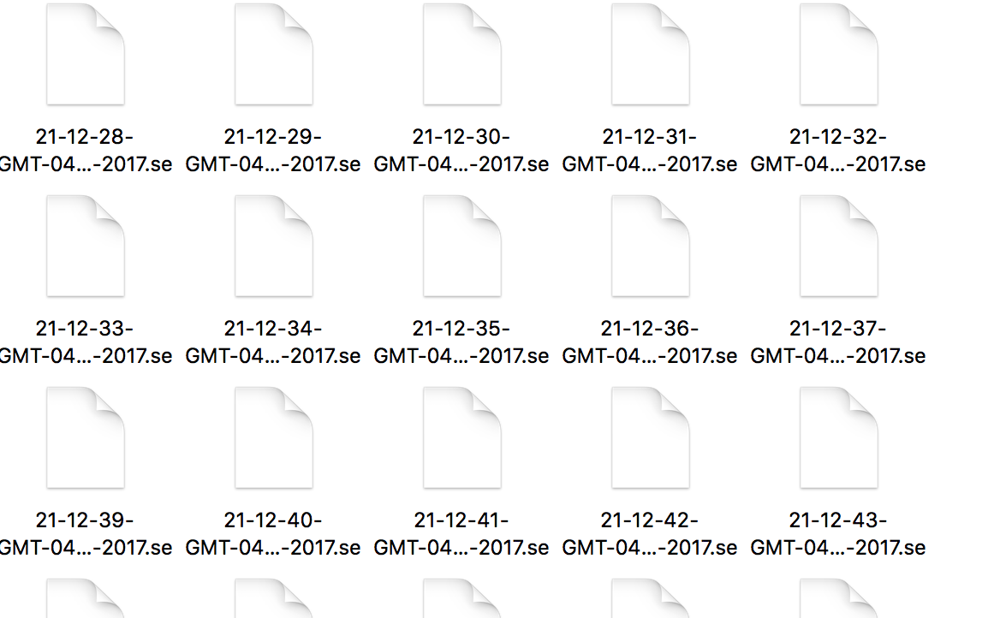 21-12-28-
GMT-04...-2017.se
21-12-29-
GMT-04...-2017.se
21-12-30-
GMT-04...-2017.se
21-12-31-
GMT-04...-2017.se
21-12-32-
GMT-04...-2017.se
21-12-33-
GMT-04...-2017.se
21-12-34-
GMT-04...-2017.se
21-12-35-
GMT-04...-2017.se
21-12-36-
GMT-04...-2017.se
21-12-37-
GMT-04...-2017.se
21-12-39-
GMT-04...-2017.se
21-12-40-
GMT-04...-2017.se
21-12-41-
GMT-04...-2017.se
21-12-42-
GMT-04...-2017.se
21-12-43-
GMT-04...-2017.se